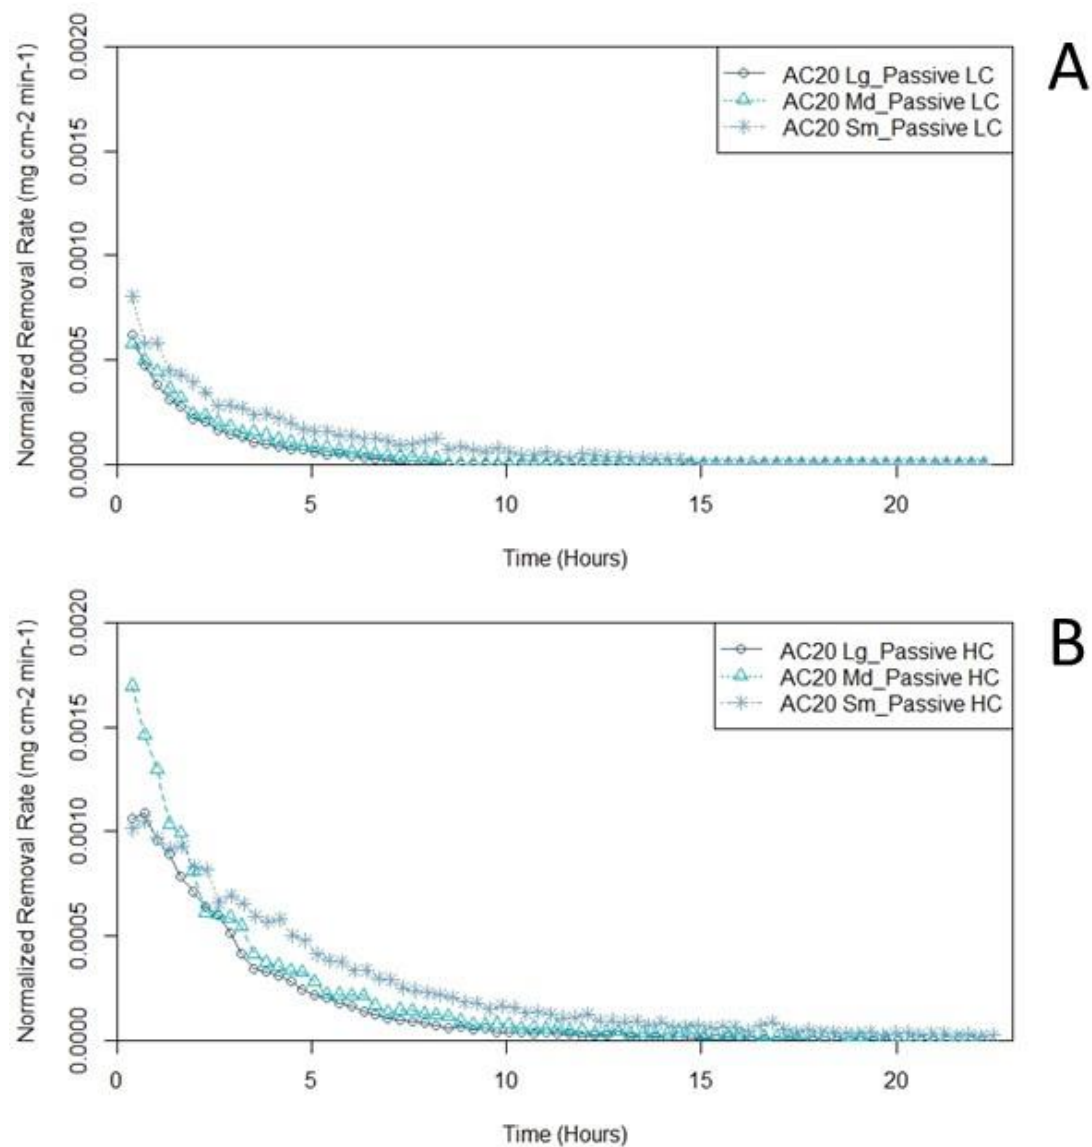 A
AC20 Lg_Passive LC
AC20 Md_Passive LC
AC20 Sm_Passive LC
Normalized Removal Rate (mg cm-2 min-1)
0.0020
0.0015
0.0010
0.0005
0.0000
0 5 10 15 20
Time (Hours)
B
AC20 Lg_Passive HC
AC20 Md_Passive HC
AC20 Sm_Passive HC
Normalized Removal Rate (mg cm-2 min-1)
0.0020
0.0015
0.0010
0.0005
0.0000
0 5 10 15 20
Time (Hours)